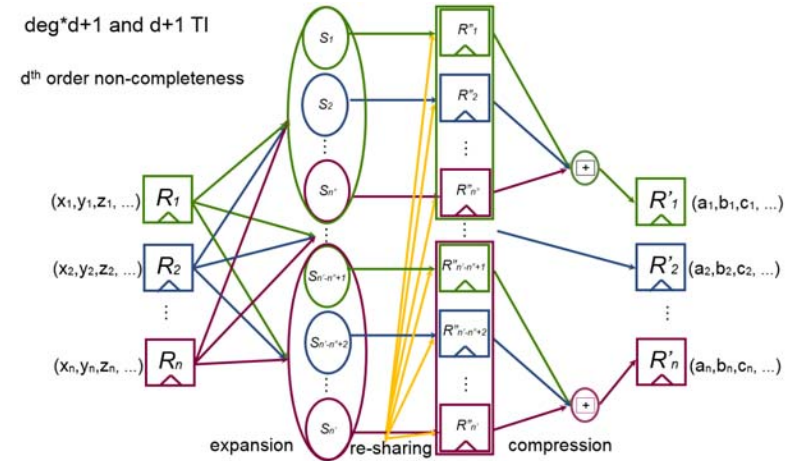 deg*d+1 and d+1 TI
dth order non-completeness
S1
R"1
S2
R"2
⋮
⋮
Sn"
R"n"
(x1,y1,z1, ...)
R1
R'1
(a1,b1,c1, ...)
+
⋮
⋮
(x2,y2,z2, ...)
R2
R'2
(a2,b2,c2, ...)
Sn'-n"+1
R"n'-n"+1
⋮
⋮
Sn'-n"+2
R"n'-n"+2
(xn,yn,zn, ...)
Rn
R'n
(an,bn,cn, ...)
⋮
⋮
+
Sn'
R"n'
expansion
re-sharing
compression